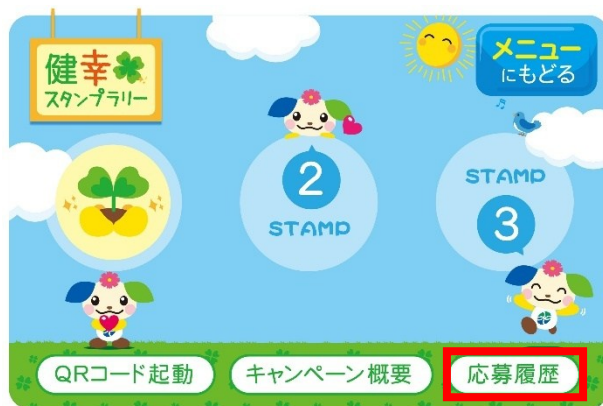 健幸
スタンプラリー
メニュー
にもどる
2
STAMP
STAMP
3
QRコード起動
キャンペーン概要
応募履歴